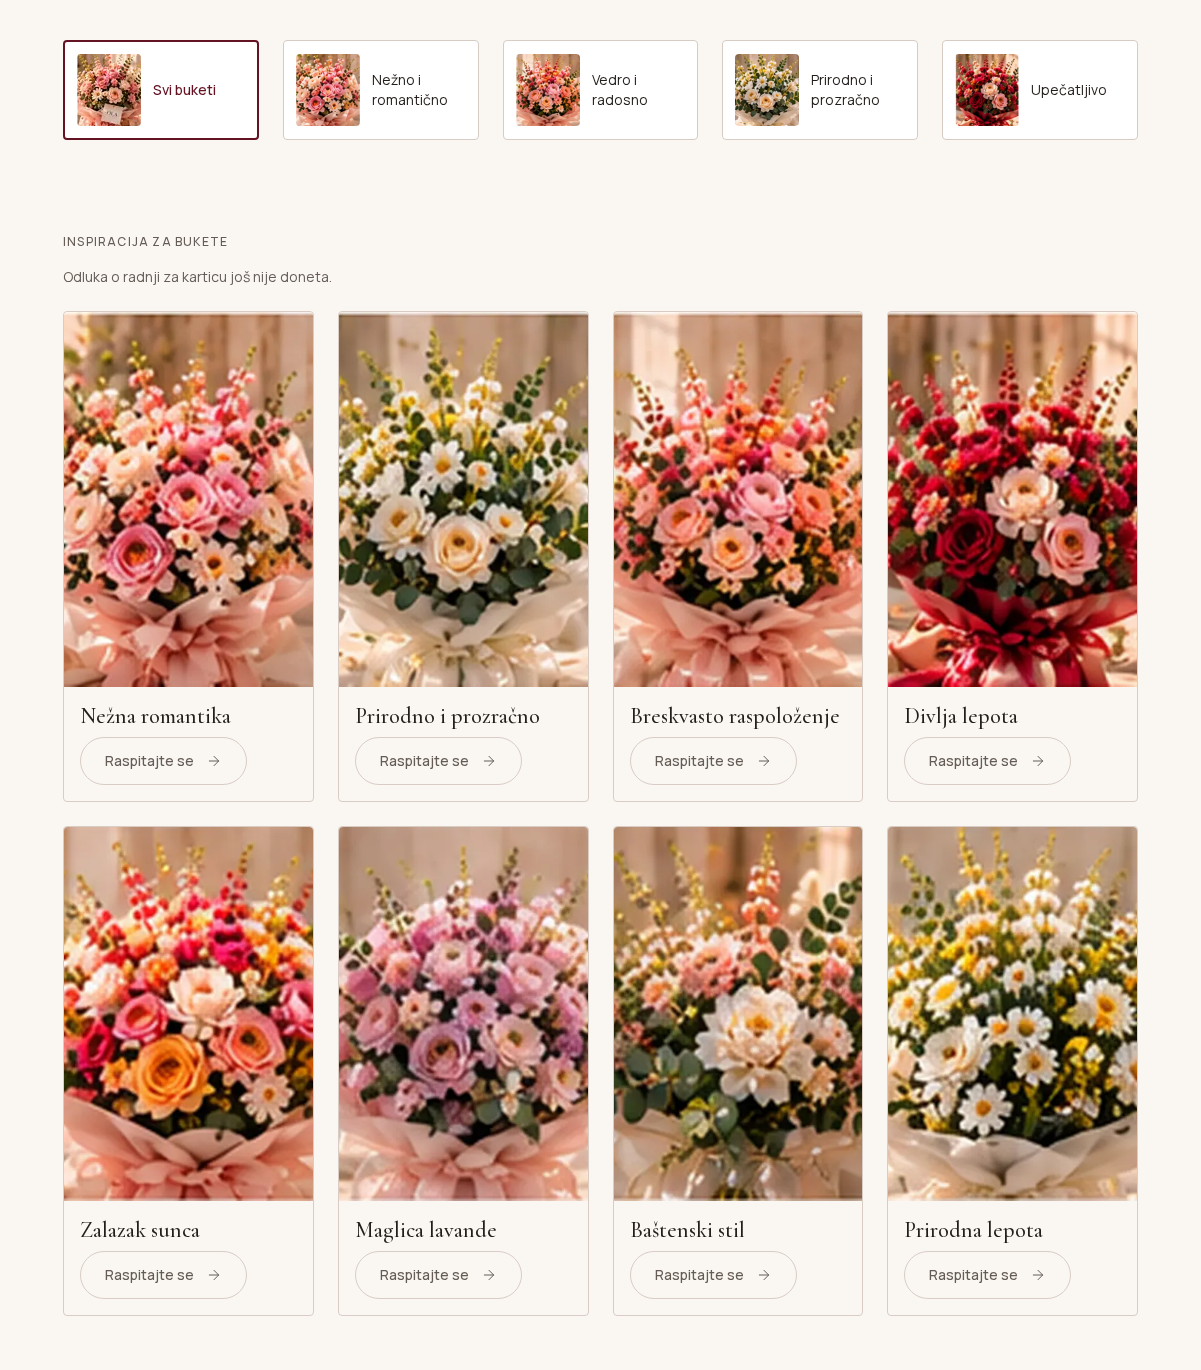 Svi buketi
Nežno i
romantično
Vedro i
radosno
Prirodno i
prozračno
Upečatljivo
INSPIRACIJA ZA BUKETE
Odluka o radnji za karticu još nije doneta.
Nežna romantika
Prirodno i prozračno
Breskvasto raspoloženje
Divlja lepota
Raspitajte se
Raspitajte se
Raspitajte se
Raspitajte se
Zalazak sunca
Maglica lavande
Baštenski stil
Prirodna lepota
Raspitajte se
Raspitajte se
Raspitajte se
Raspitajte se